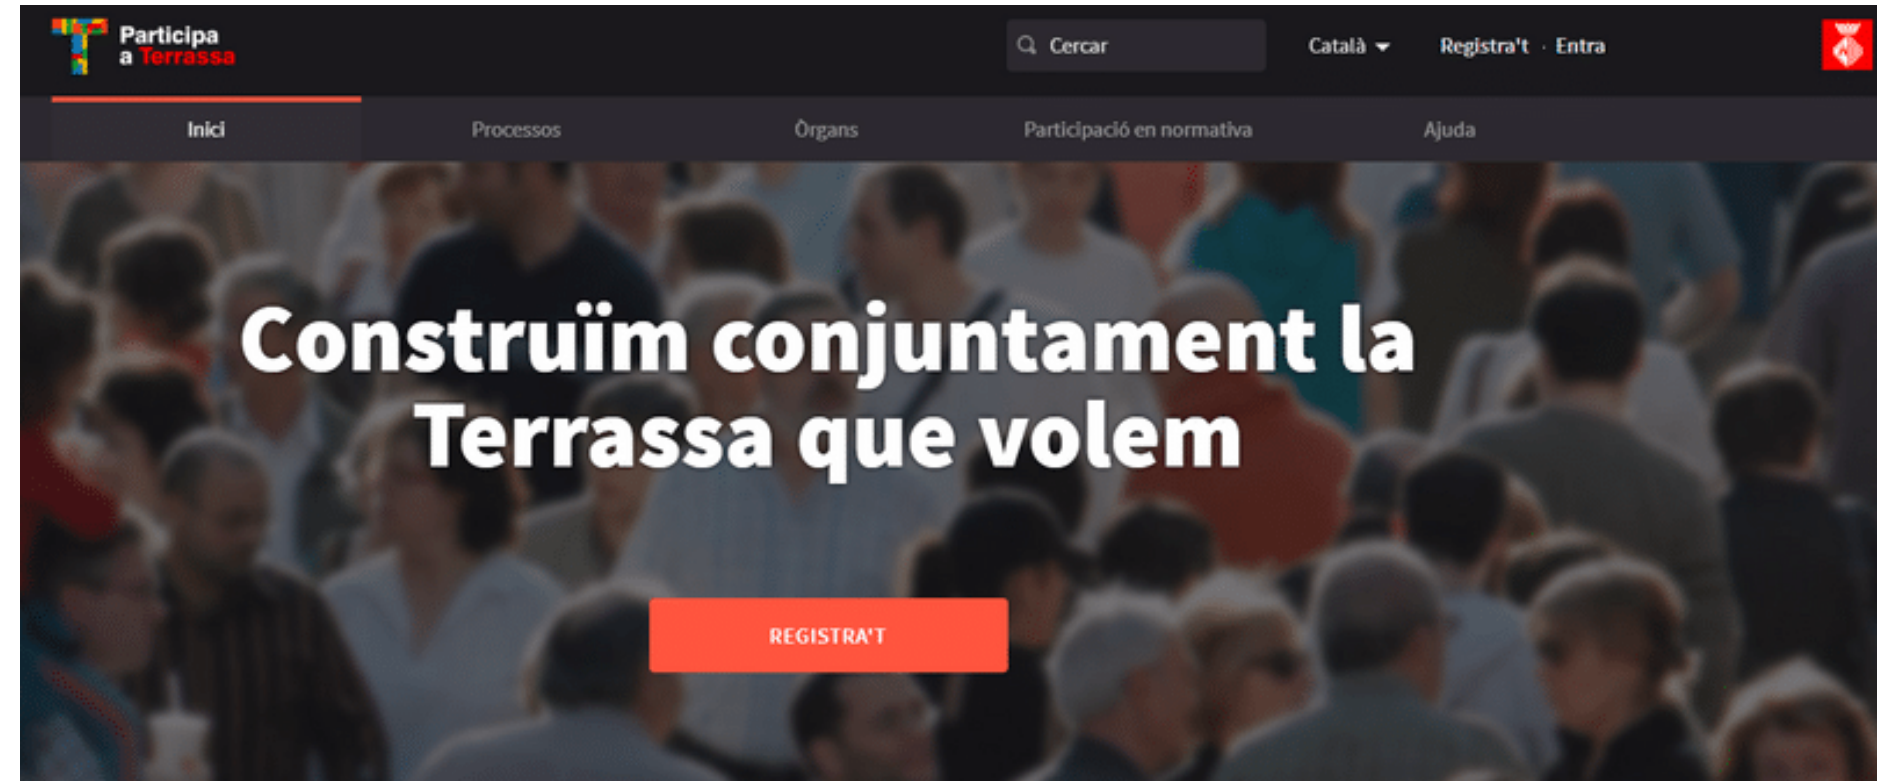 Participa
a Terrassa
Cercar
Català
Registra't · Entra
Inici
Processos
Òrgans
Participació en normativa
Ajuda
Construïm conjuntament la
Terrassa que volem
REGISTRA'T